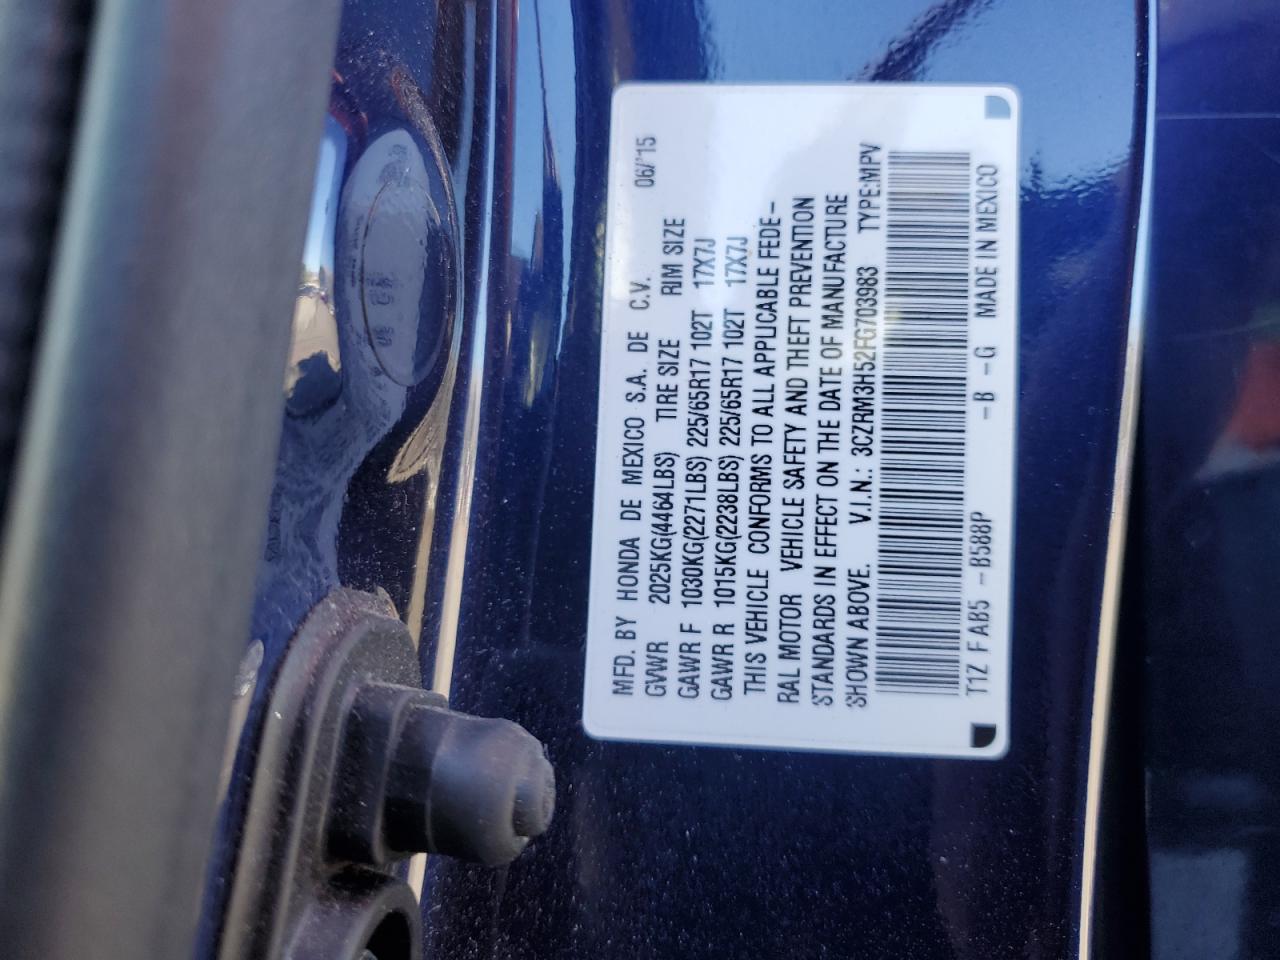 MFD. BY HONDA DE MEXICO S.A. DE C.V. 06/'15
GVWR 2025KG(4464LBS) TIRE SIZE RIM SIZE
GAWR F 1030KG(2271LBS) 225/65R17 102T 17X7J
GAWR R 1015KG(2238LBS) 225/65R17 102T 17X7J
THIS VEHICLE CONFORMS TO ALL APPLICABLE FEDE-
RAL MOTOR VEHICLE SAFETY AND THEFT PREVENTION
STANDARDS IN EFFECT ON THE DATE OF MANUFACTURE
SHOWN ABOVE. V.I.N.: 3CZRM3H52FG703983 TYPE:MPV
T1Z F AB5 -B588P -B -G MADE IN MEXICO